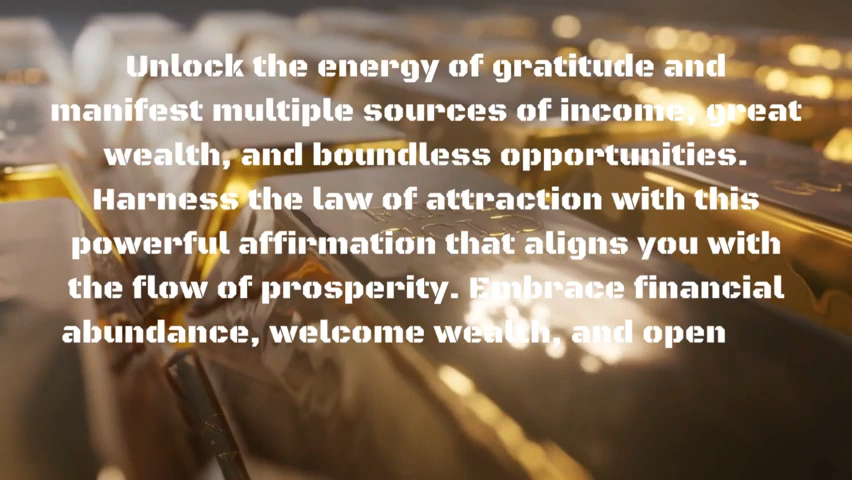 Unlock the energy of gratitude and
manifest multiple sources of income, great
wealth, and boundless opportunities.
Harness the law of attraction with this
powerful affirmation that aligns you with
the flow of prosperity. Embrace financial
abundance, welcome wealth, and open